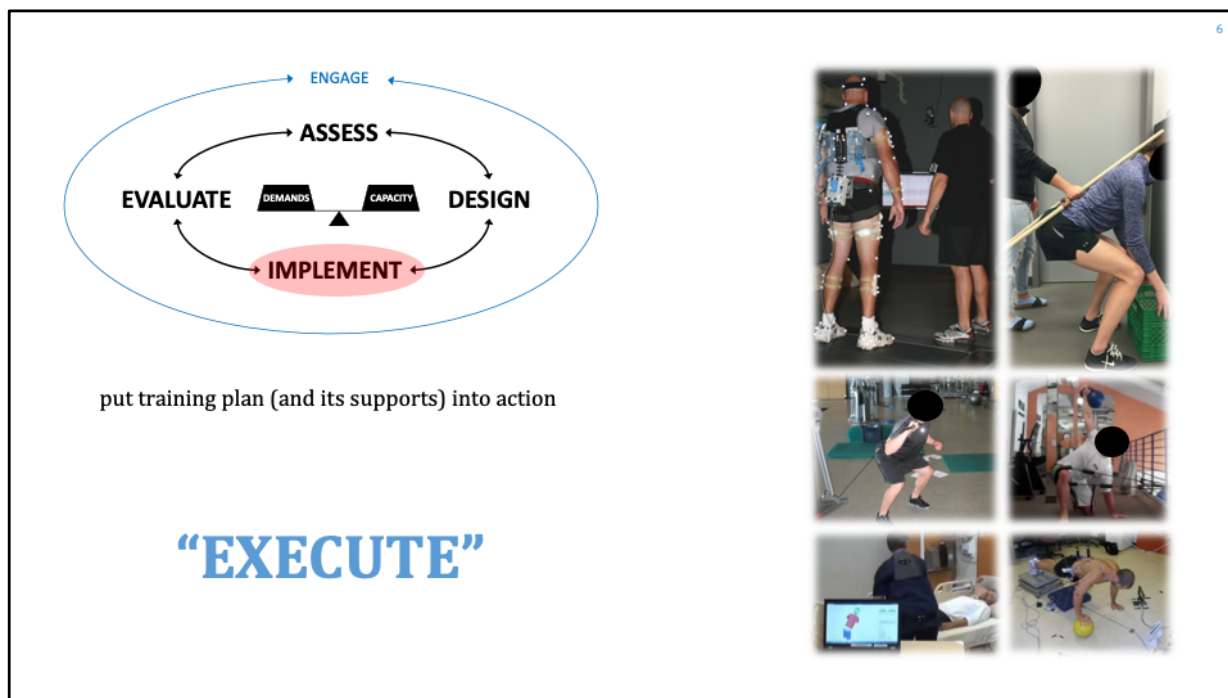 6
ENGAGE
ASSESS
EVALUATE
DEMANDS
CAPACITY
DESIGN
IMPLEMENT
put training plan (and its supports) into action
“EXECUTE”